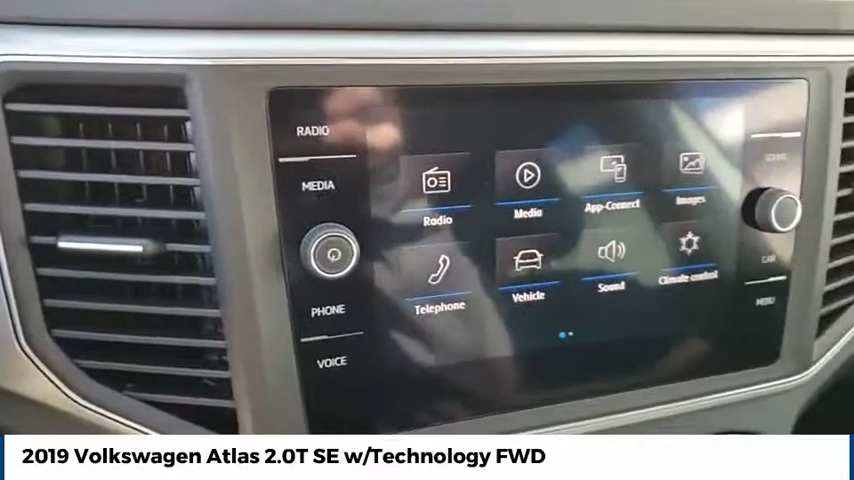 RADIO
MEDIA
PHONE
VOICE
Radio
Media
App-Connect
Images
Telephone
Vehicle
Sound
Climate control
SOUND
CAR
MENU
2019 Volkswagen Atlas 2.0T SE w/Technology FWD